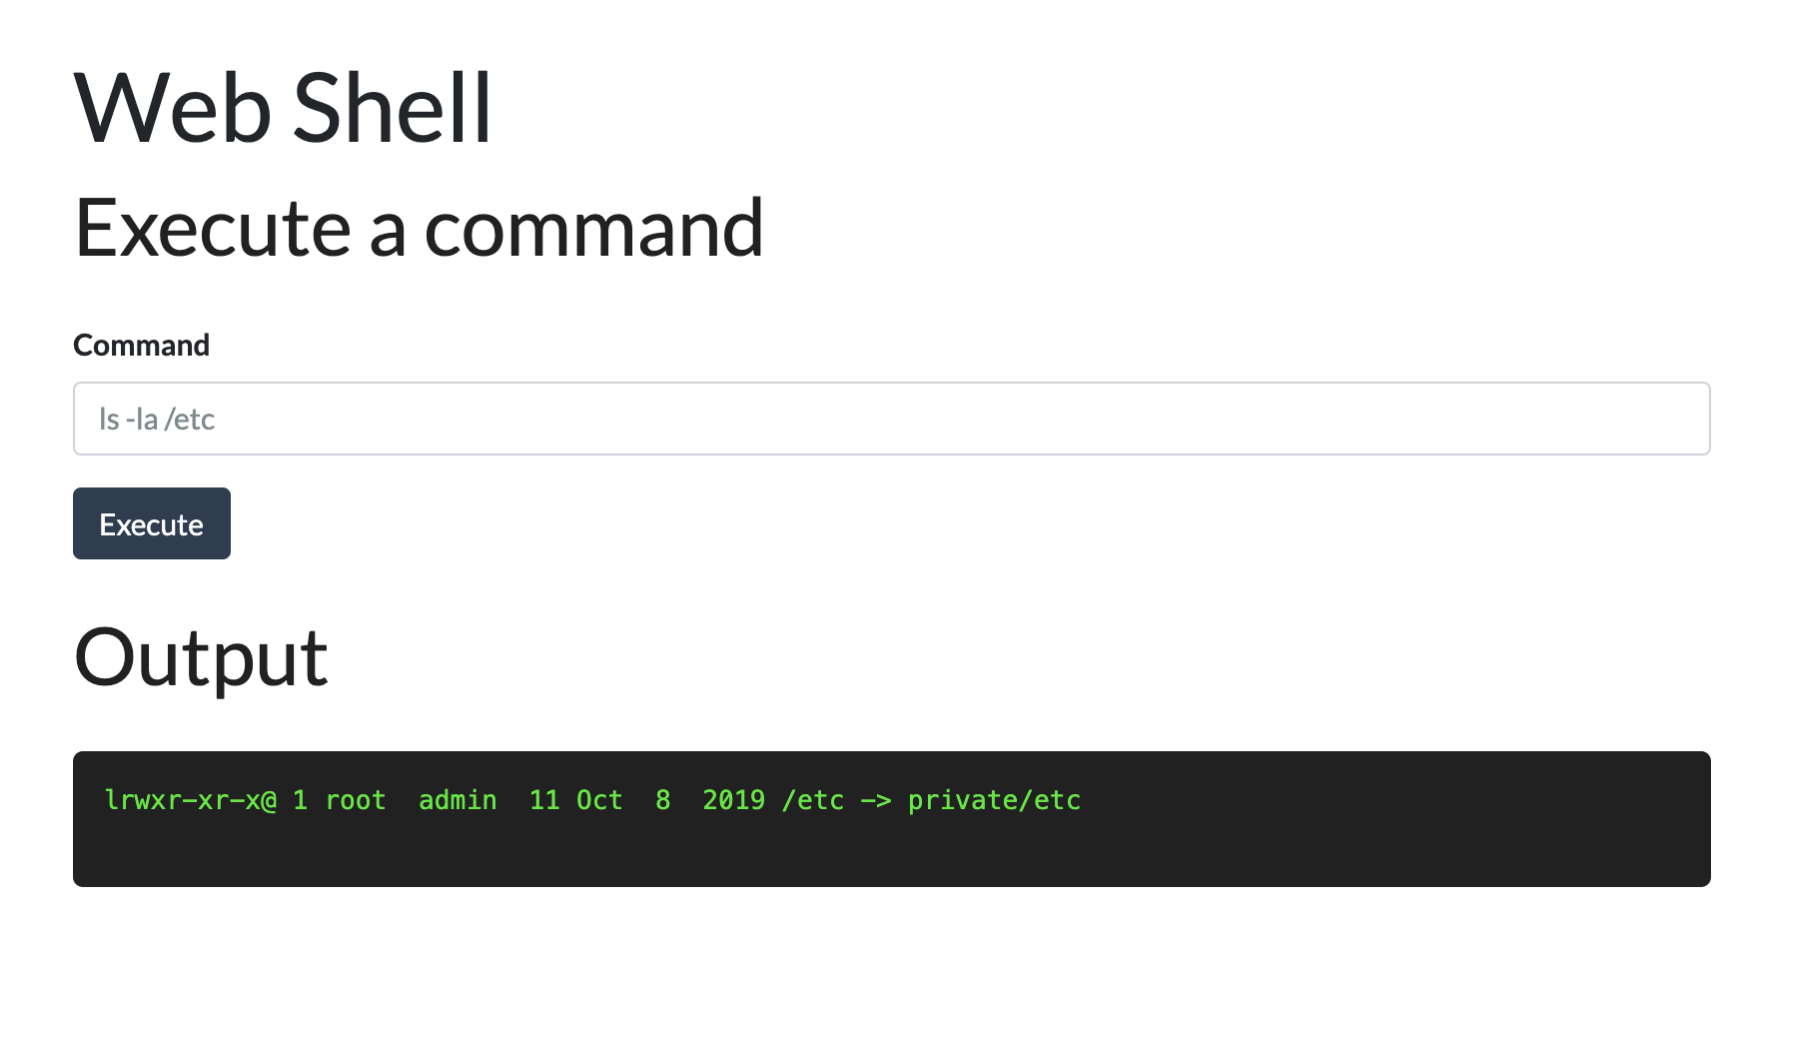 Web Shell
Execute a command
Command
ls -la /etc
Execute
Output
lrwxr-xr-x@ 1 root  admin  11 Oct  8  2019 /etc -> private/etc